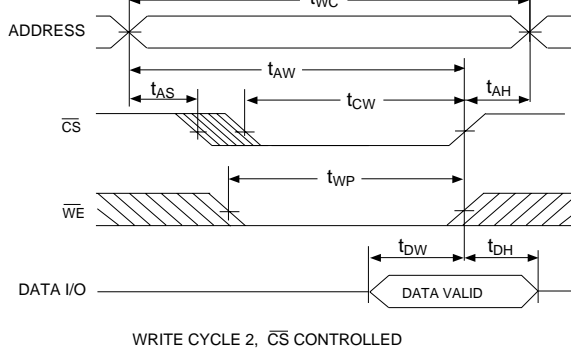 tWC
ADDRESS
tAW
tAS
tCW
tAH
CS
tWP
WE
tDW
tDH
DATA I/O
DATA VALID
WRITE CYCLE 2, CS CONTROLLED